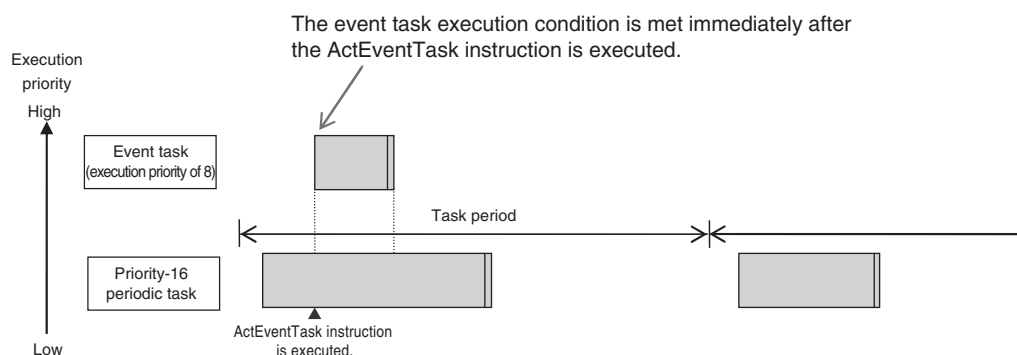 The event task execution condition is met immediately after
the ActEventTask instruction is executed.
Execution
priority
High
Event task
(execution priority of 8)
Task period
Priority-16
periodic task
ActEventTask instruction
is executed.
Low